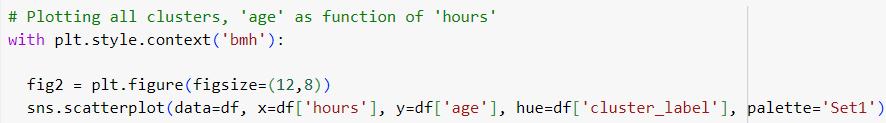 # Plotting all clusters, 'age' as function of 'hours'
with plt.style.context('bmh'):
fig2 = plt.figure(figsize=(12,8))
sns.scatterplot(data=df, x=df['hours'], y=df['age'], hue=df['cluster_label'], palette='Set1')